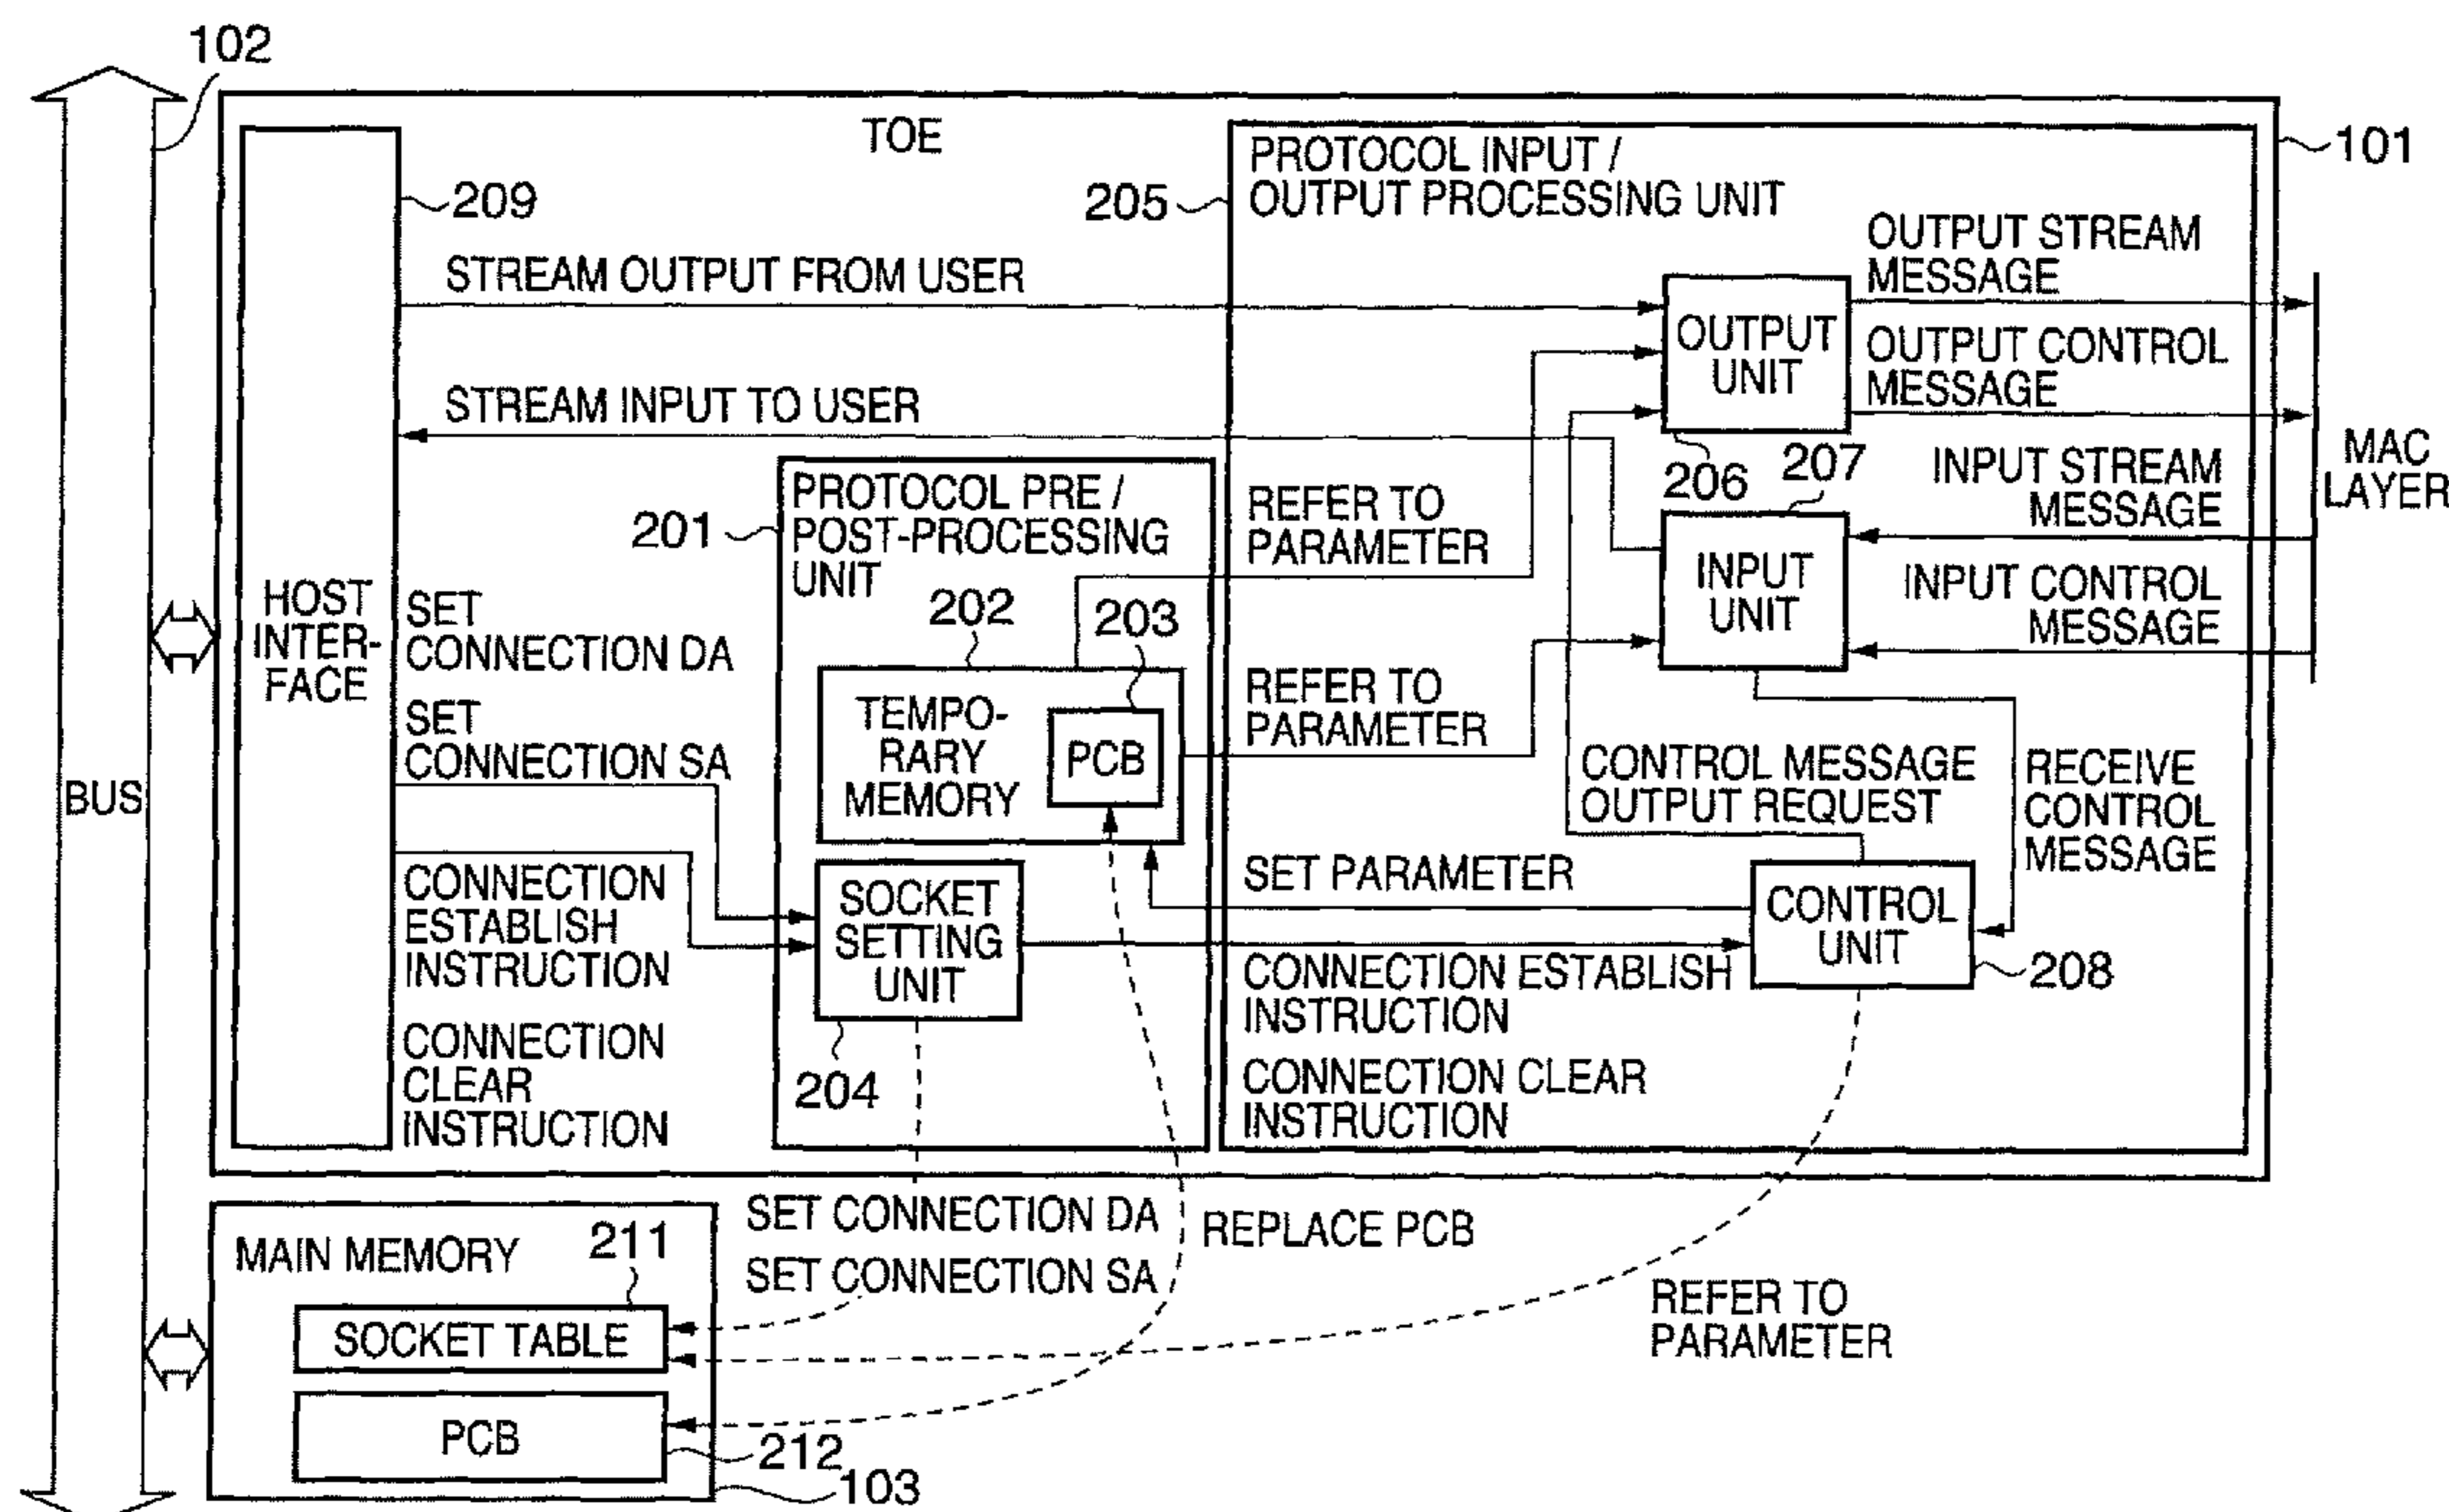 102
TOE
101
209
205
PROTOCOL INPUT /
OUTPUT PROCESSING UNIT
STREAM OUTPUT FROM USER
OUTPUT STREAM
MESSAGE
OUTPUT
UNIT
OUTPUT CONTROL
MESSAGE
STREAM INPUT TO USER
206
207
INPUT STREAM
MESSAGE
MAC
LAYER
201
PROTOCOL PRE /
POST-PROCESSING
UNIT
REFER TO
PARAMETER
INPUT
UNIT
INPUT CONTROL
MESSAGE
HOST
INTER-
FACE
SET
CONNECTION DA
202
203
SET
CONNECTION SA
TEMPO-
RARY
MEMORY
PCB
REFER TO
PARAMETER
BUS
CONTROL MESSAGE
OUTPUT REQUEST
RECEIVE
CONTROL
MESSAGE
CONNECTION
ESTABLISH
INSTRUCTION
SOCKET
SETTING
UNIT
SET PARAMETER
CONTROL
UNIT
208
CONNECTION ESTABLISH
INSTRUCTION
CONNECTION
CLEAR
INSTRUCTION
204
CONNECTION CLEAR
INSTRUCTION
MAIN MEMORY
211
SET CONNECTION DA
SET CONNECTION SA
REPLACE PCB
SOCKET TABLE
REFER TO
PARAMETER
PCB
212
103